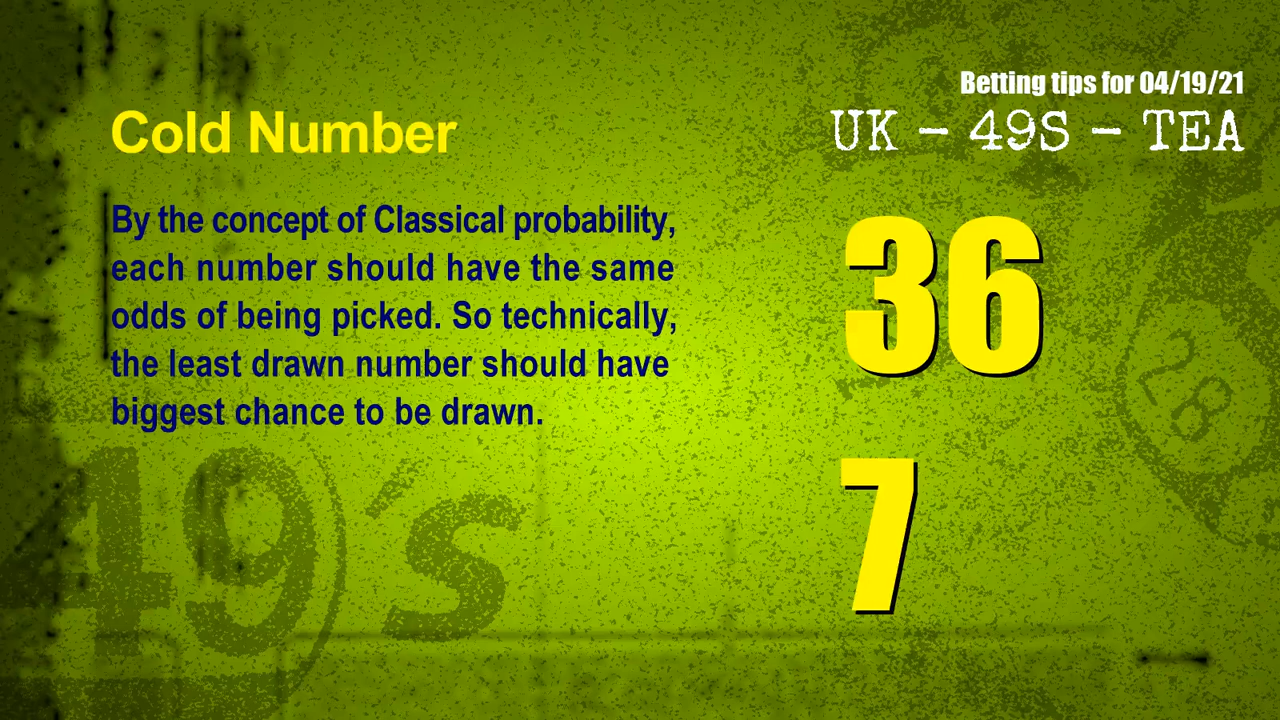 Betting tips for 04/19/21
UK - 49S - TEA
Cold Number
By the concept of Classical probability,
each number should have the same
odds of being picked. So technically,
the least drawn number should have
biggest chance to be drawn.
36
7
28
49's